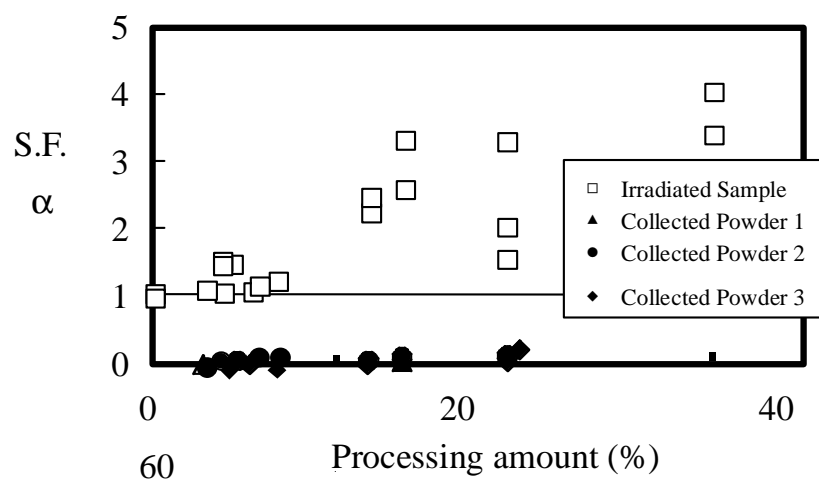 5
4
S.F.
3
α
2
1
0
□ Irradiated Sample
▲ Collected Powder 1
● Collected Powder 2
◆ Collected Powder 3
0 20 40
60 Processing amount (%)